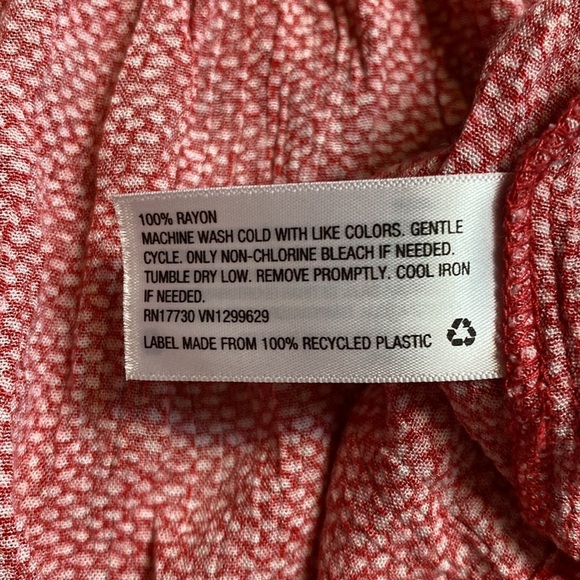 100% RAYON
MACHINE WASH COLD WITH LIKE COLORS. GENTLE
CYCLE. ONLY NON-CHLORINE BLEACH IF NEEDED.
TUMBLE DRY LOW. REMOVE PROMPTLY. COOL IRON
IF NEEDED.
RN17730 VN1299629
LABEL MADE FROM 100% RECYCLED PLASTIC